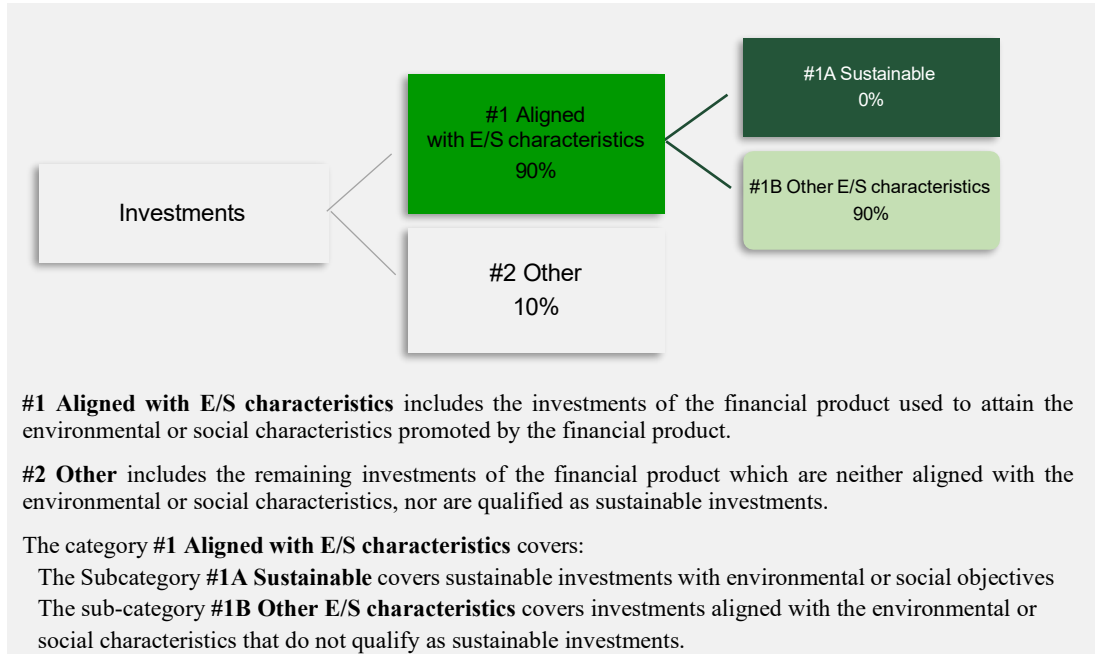 #1A Sustainable
0%
#1 Aligned
with E/S characteristics
90%
#1B Other E/S characteristics
90%
Investments
#2 Other
10%
#1 Aligned with E/S characteristics includes the investments of the financial product used to attain the
environmental or social characteristics promoted by the financial product.
#2 Other includes the remaining investments of the financial product which are neither aligned with the
environmental or social characteristics, nor are qualified as sustainable investments.
The category #1 Aligned with E/S characteristics covers:
The Subcategory #1A Sustainable covers sustainable investments with environmental or social objectives
The sub-category #1B Other E/S characteristics covers investments aligned with the environmental or
social characteristics that do not qualify as sustainable investments.